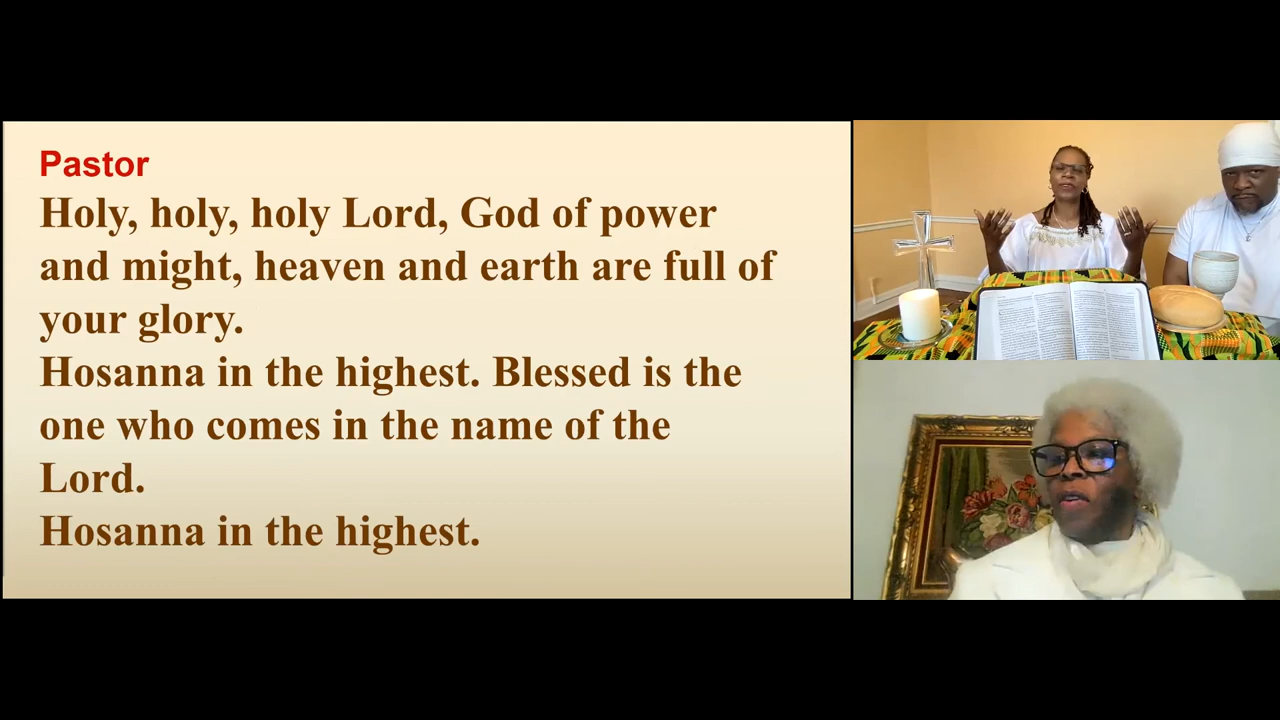 Pastor
Holy, holy, holy Lord, God of power
and might, heaven and earth are full of
your glory.
Hosanna in the highest. Blessed is the
one who comes in the name of the
Lord.
Hosanna in the highest.